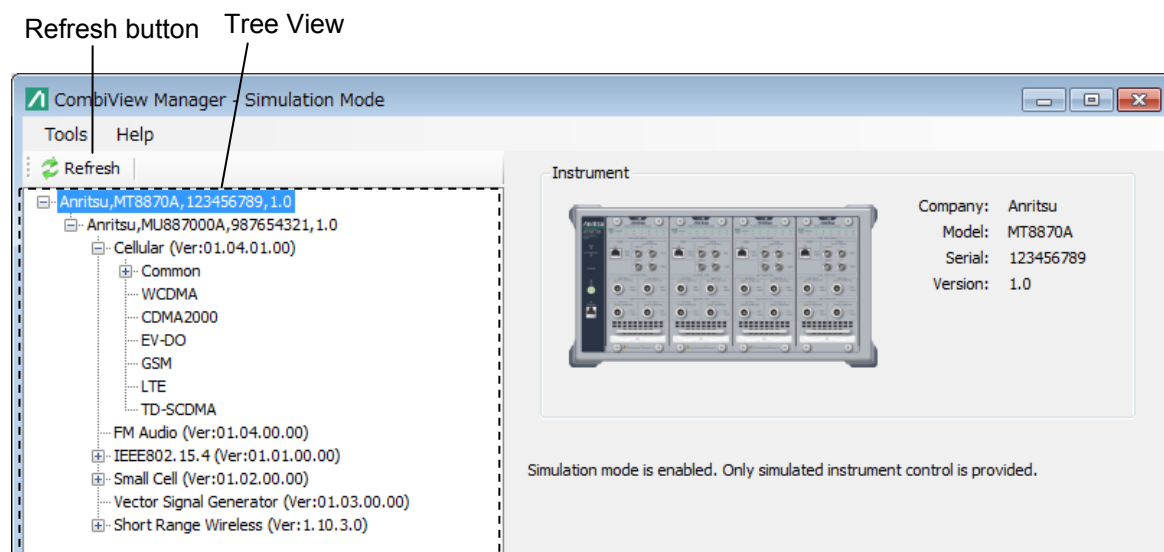 Refresh button Tree View
CombiView Manager - Simulation Mode
Tools Help
Refresh
Anritsu,MT8870A,123456789,1.0
Anritsu,MU887000A,987654321,1.0
Cellular (Ver:01.04.01.00)
Common
WCDMA
CDMA2000
EV-DO
GSM
LTE
TD-SCDMA
FM Audio (Ver:01.04.00.00)
IEEE802.15.4 (Ver:01.01.00.00)
Small Cell (Ver:01.02.00.00)
Vector Signal Generator (Ver:01.03.00.00)
Short Range Wireless (Ver:1.10.3.0)
Instrument
Company: Anritsu
Model: MT8870A
Serial: 123456789
Version: 1.0
Simulation mode is enabled. Only simulated instrument control is provided.